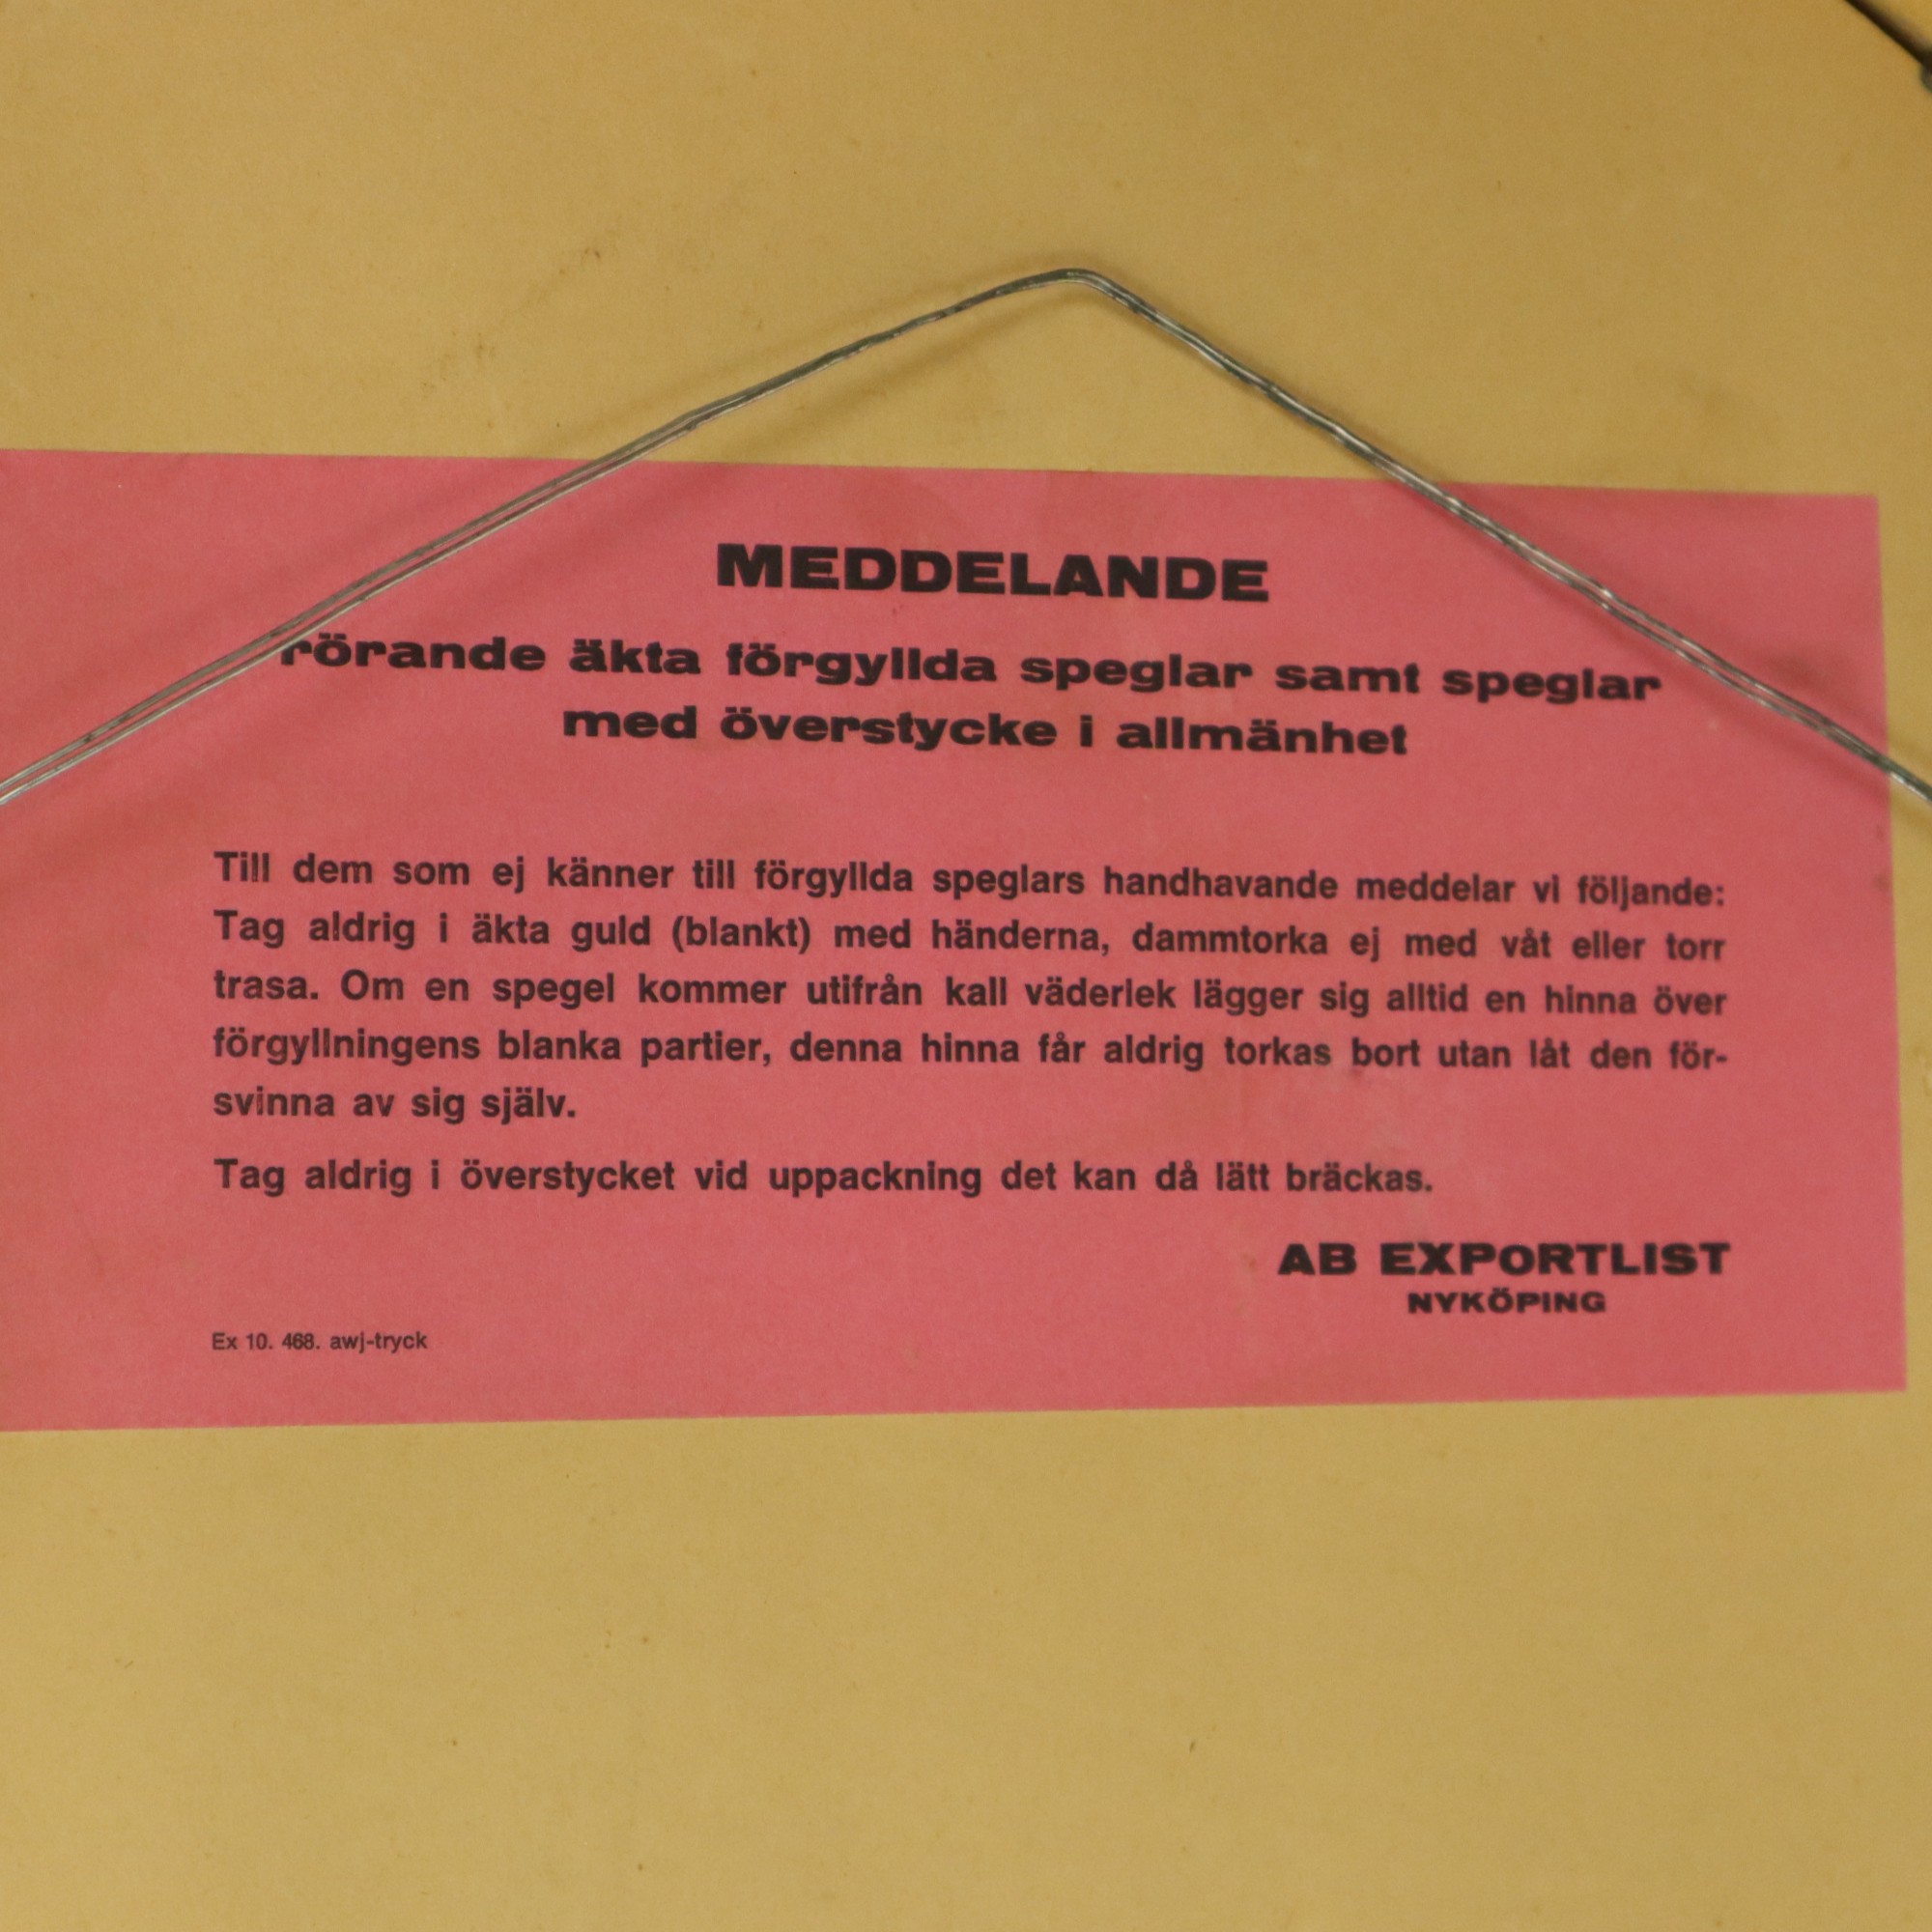 MEDDELANDE
rörande äkta förgyllda speglar samt speglar
med överstycke i allmänhet
Till dem som ej känner till förgyllda speglars handhavande meddelar vi följande:
Tag aldrig i äkta guld (blankt) med händerna, dammtorka ej med våt eller torr
trasa. Om en spegel kommer utifrån kall väderlek lägger sig alltid en hinna över
förgyllningens blanka partier, denna hinna får aldrig torkas bort utan låt den för-
svinna av sig själv.
Tag aldrig i överstycket vid uppackning det kan då lätt bräckas.
AB EXPORTLIST
NYKÖPING
Ex 10. 468. awj-tryck